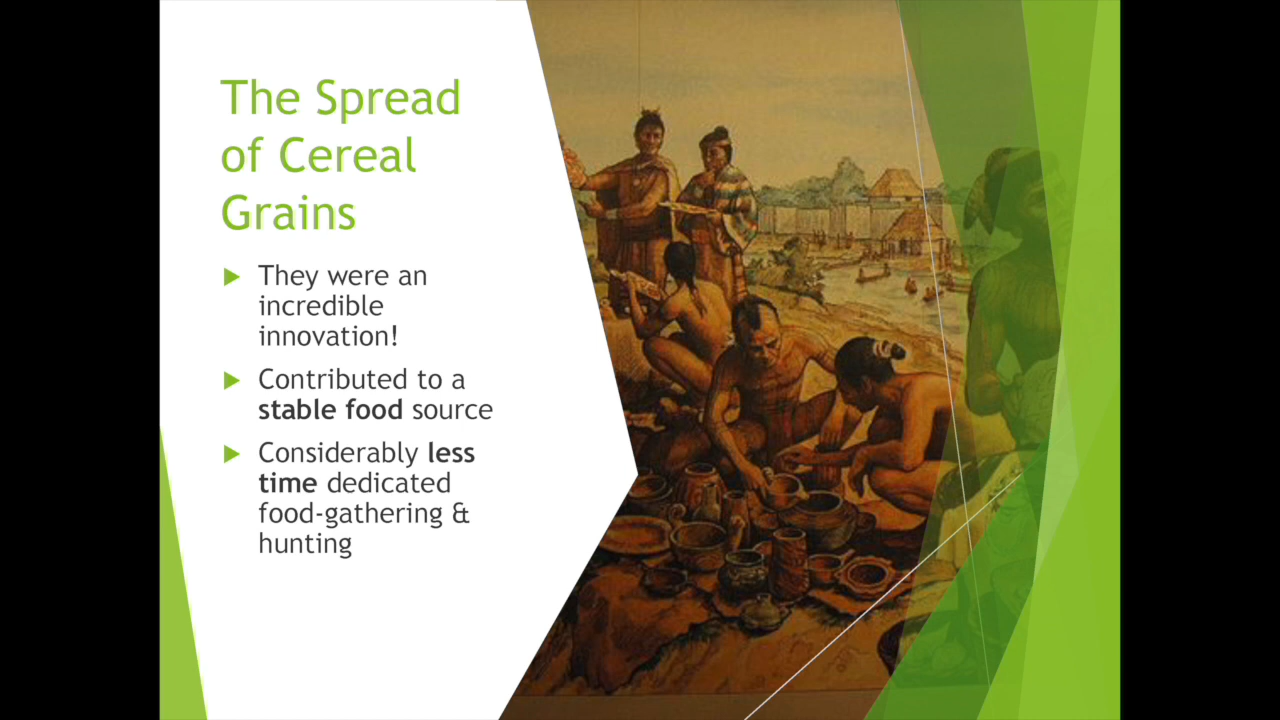 The Spread
of Cereal
Grains
They were an
incredible
innovation!
Contributed to a
stable food source
Considerably less
time dedicated
food-gathering &
hunting